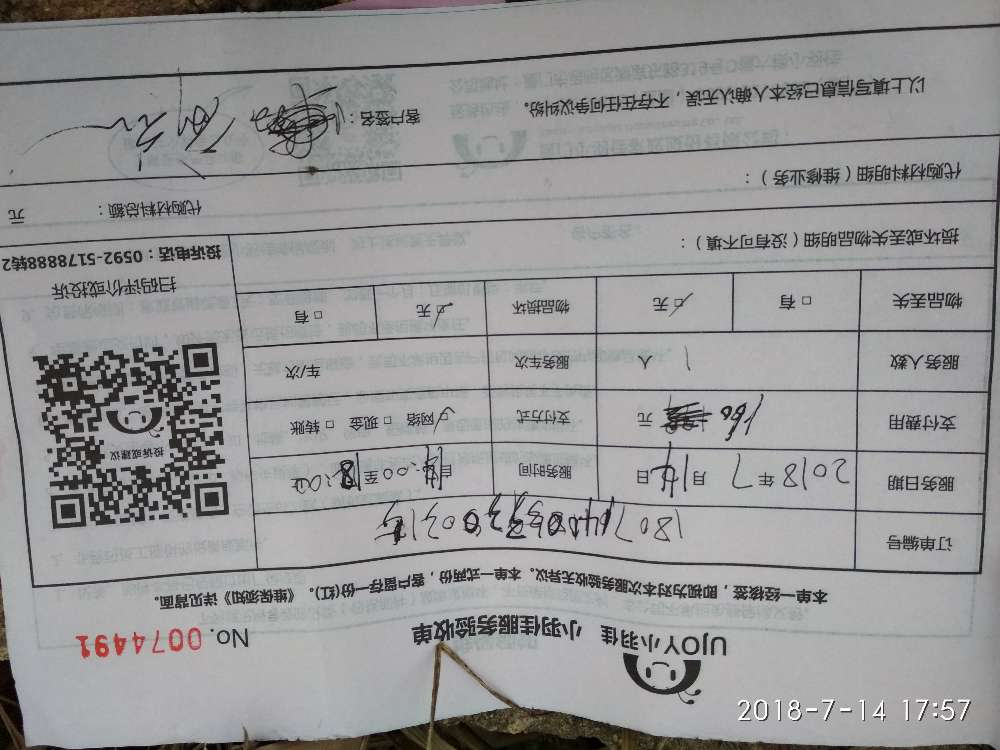 UJOY小羽佳
小羽佳服务验收单
No. 0074491
本单一经核签，即视为对本次服务验收无异议。本单一式两份，客户留存一份(红)。《维保须知》详见背面。
订单编号
服务日期 2018年7月14日 服务时间 自14:00至18:00
支付费用 160元 支付方式 ☑网络 □现金 □转账
服务人数 1人 服务车次 车/次
物品丢失 □有 ☑无 物品损坏 ☑无 □有
投诉或建议
扫码评价或投诉
投诉电话：0592-5178888转2
损坏或丢失物品明细（没有可不填）：
代购材料明细（维修业务）：
代购材料总额： 元
以上填写信息已经本人确认无误，不存在任何争议纠纷。
客户签名：
2018-7-14 17:57